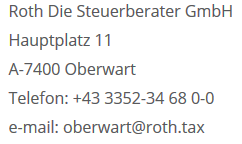 Roth Die Steuerberater GmbH
Hauptplatz 11
A-7400 Oberwart
Telefon: +43 3352-34 68 0-0
e-mail: oberwart@roth.tax